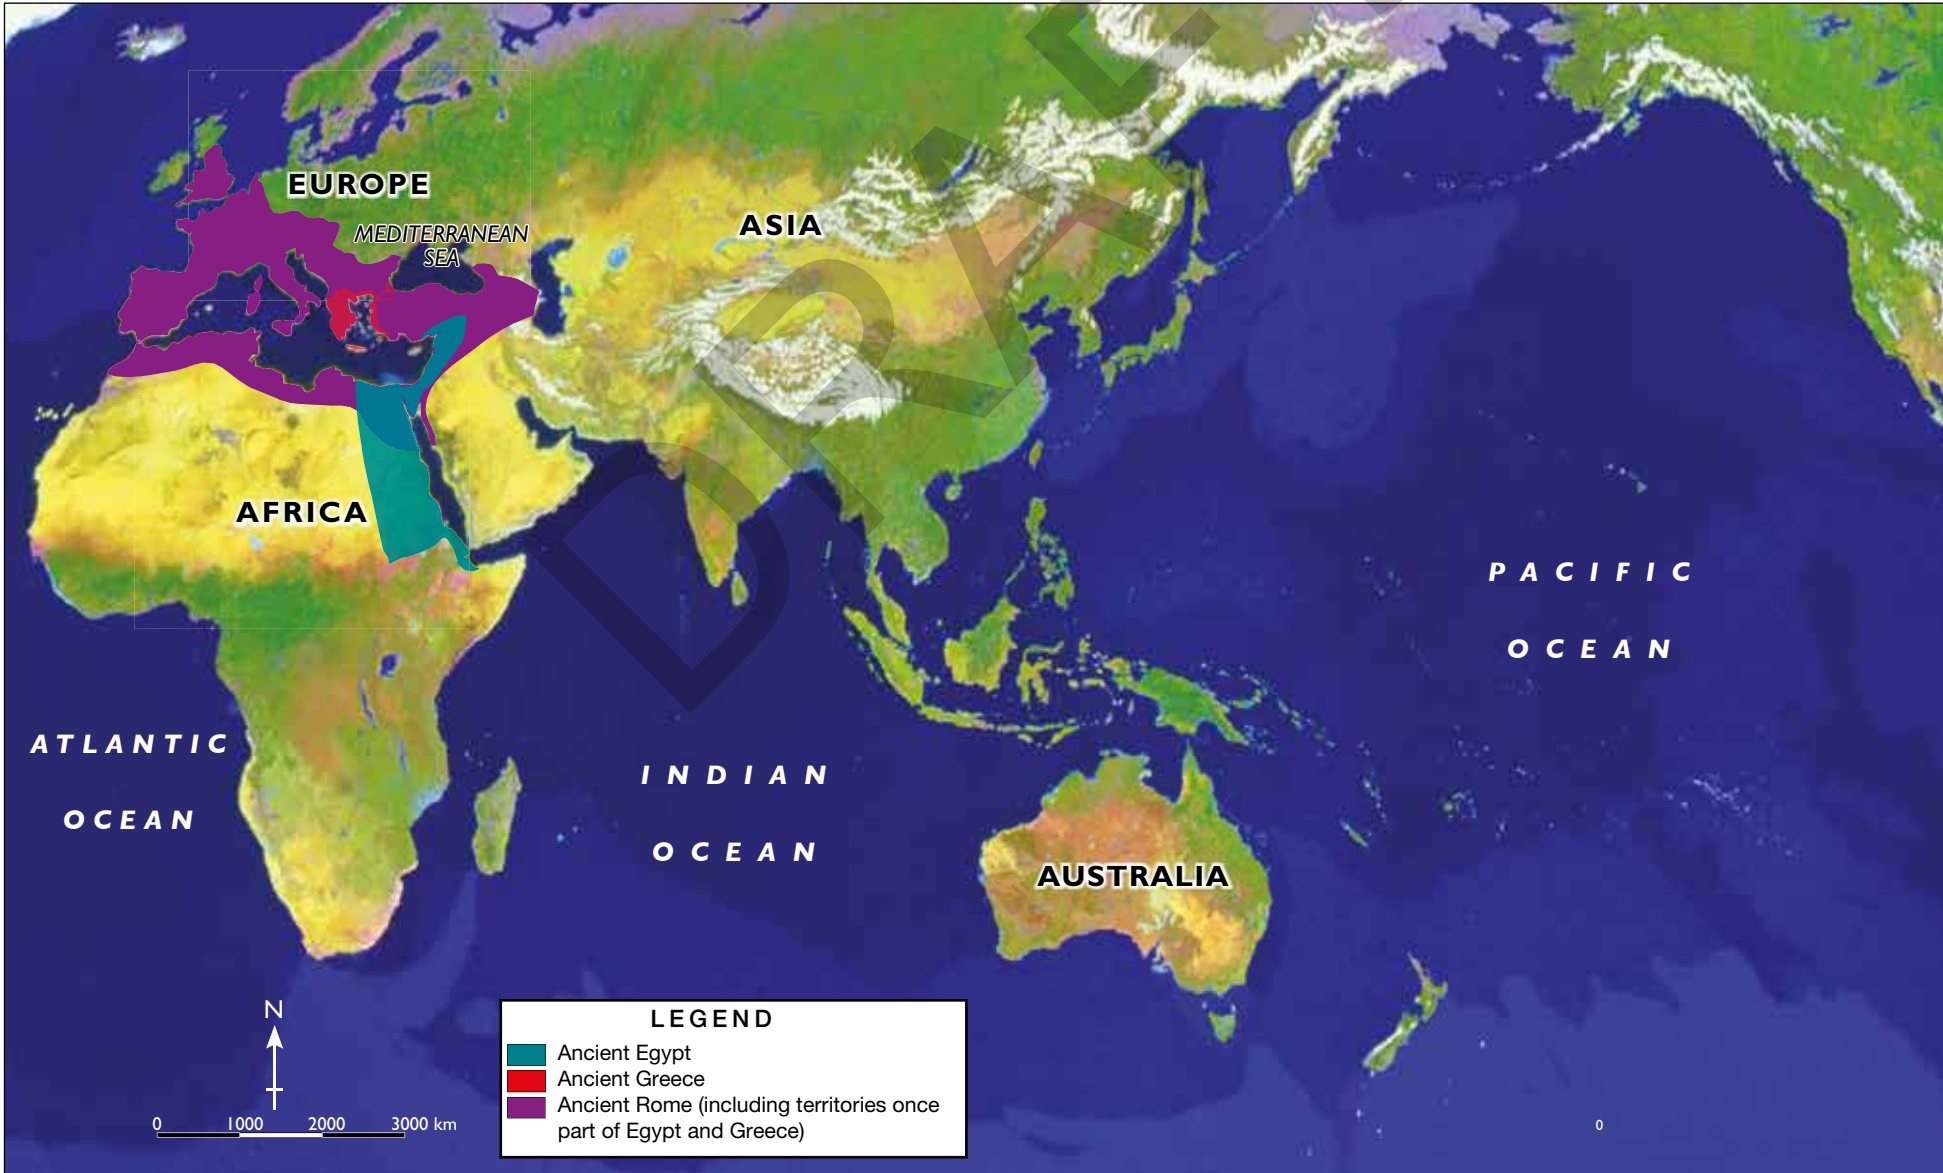 EUROPE
MEDITERRANEAN
SEA
ASIA
AFRICA
PACIFIC
OCEAN
ATLANTIC
OCEAN
INDIAN
OCEAN
AUSTRALIA
N
0 1000 2000 3000 km
LEGEND
Ancient Egypt
Ancient Greece
Ancient Rome (including territories once
part of Egypt and Greece)
0
DRAF